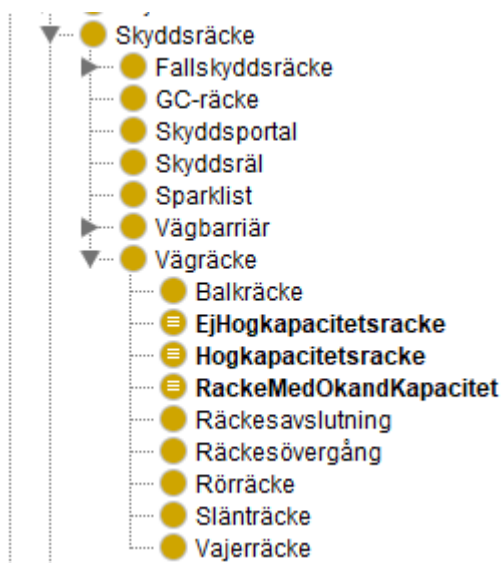 Skyddsräcke
Fallskyddsräcke
GC-räcke
Skyddsportal
Skyddsräl
Sparklist
Vägbarriär
Vägräcke
Balkräcke
EjHogkapacitetsracke
Hogkapacitetsracke
RackeMedOkandKapacitet
Räckesavslutning
Räckesövergång
Rörräcke
Slänträcke
Vajerräcke